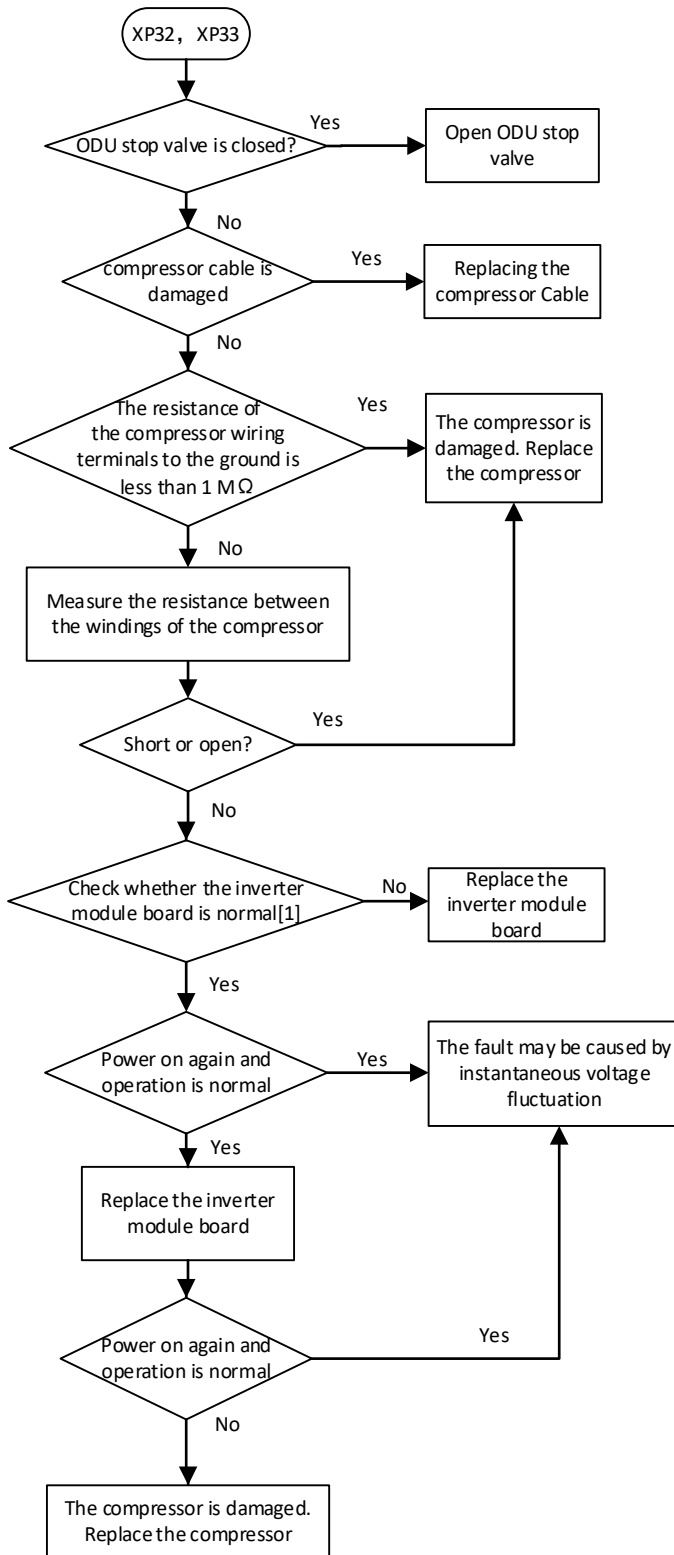 XP32, XP33
ODU stop valve is closed?
Yes
Open ODU stop
valve
No
compressor cable is
damaged
Yes
Replacing the
compressor Cable
No
The resistance of
the compressor wiring
terminals to the ground is
less than 1 MΩ
Yes
The compressor is
damaged. Replace
the compressor
No
Measure the resistance between
the windings of the compressor
Short or open?
Yes
No
Check whether the inverter
module board is normal[1]
No
Replace the
inverter module
board
Yes
Power on again and
operation is normal
Yes
The fault may be caused by
instantaneous voltage
fluctuation
Yes
Replace the inverter
module board
Power on again and
operation is normal
Yes
No
The compressor is damaged.
Replace the compressor